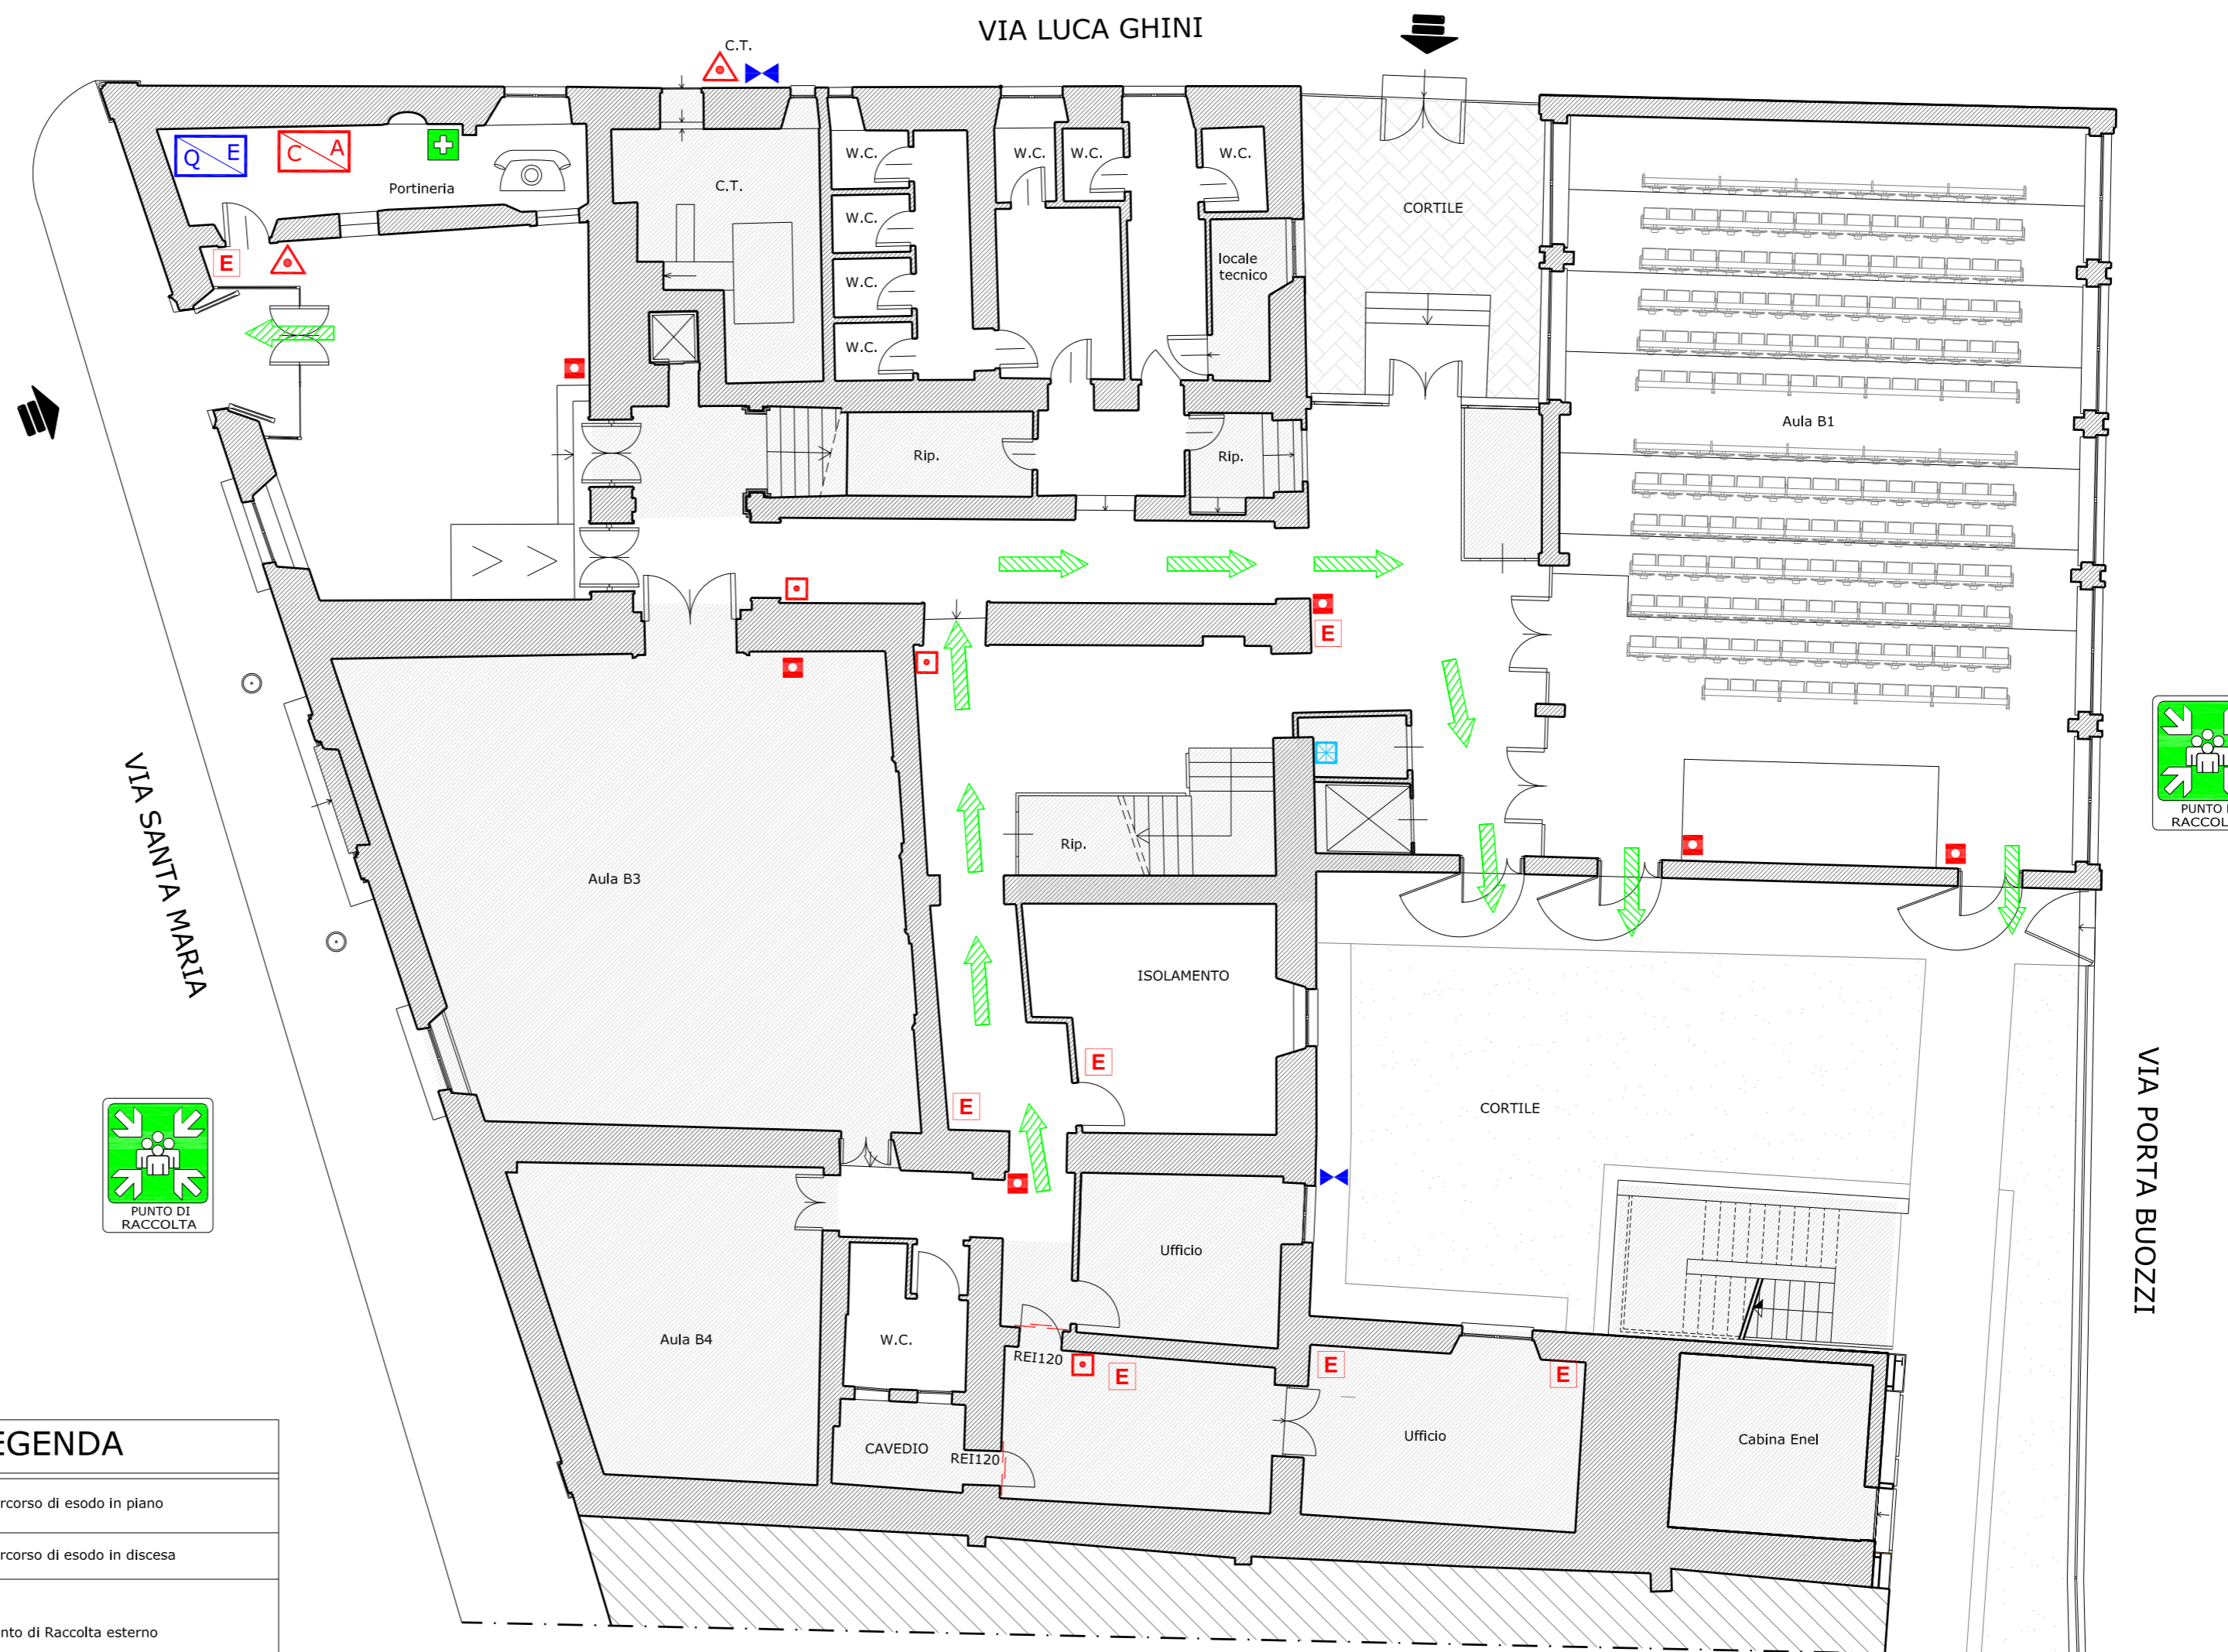 VIA LUCA GHINI
C.T.
Q E
C A
Portineria
C.T.
W.C.
W.C.
W.C.
W.C.
W.C.
W.C.
W.C.
CORTILE
locale
tecnico
E
Aula B1
Rip.
Rip.
E
VIA SANTA MARIA
PUNTO
RACCOL
Rip.
Aula B3
ISOLAMENTO
E
E
CORTILE
VIA PORTA BUOZZI
PUNTO DI
RACCOLTA
Ufficio
Aula B4
W.C.
REI120
E
E
E
CAVEDIO
REI120
Ufficio
Cabina Enel
EGENDA
rcorso di esodo in piano
rcorso di esodo in discesa
nto di Raccolta esterno